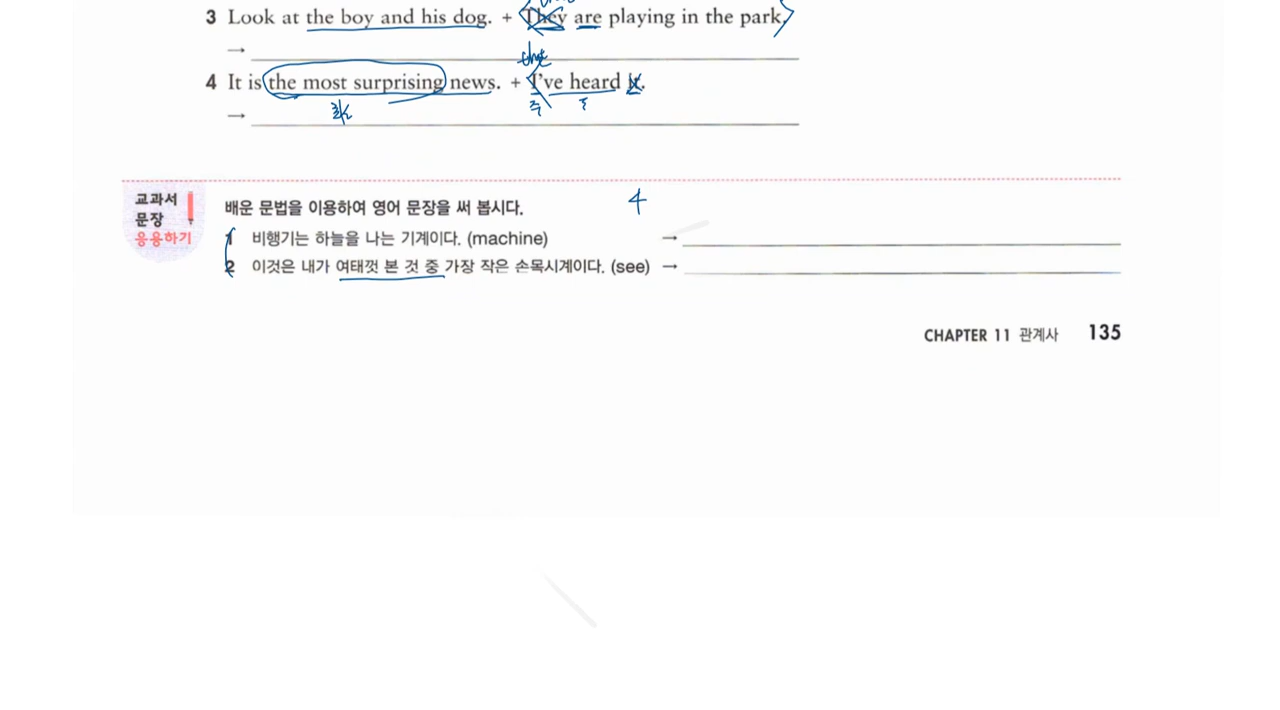 3 Look at the boy and his dog. + They are playing in the park.
→
that
4 It is the most surprising news. + I've heard it.
주
→
교과서
문장
응용하기
배운 문법을 이용하여 영어 문장을 써 봅시다.
4
1 비행기는 하늘을 나는 기계이다. (machine) →
2 이것은 내가 여태껏 본 것 중 가장 작은 손목시계이다. (see) →
CHAPTER 11 관계사 135